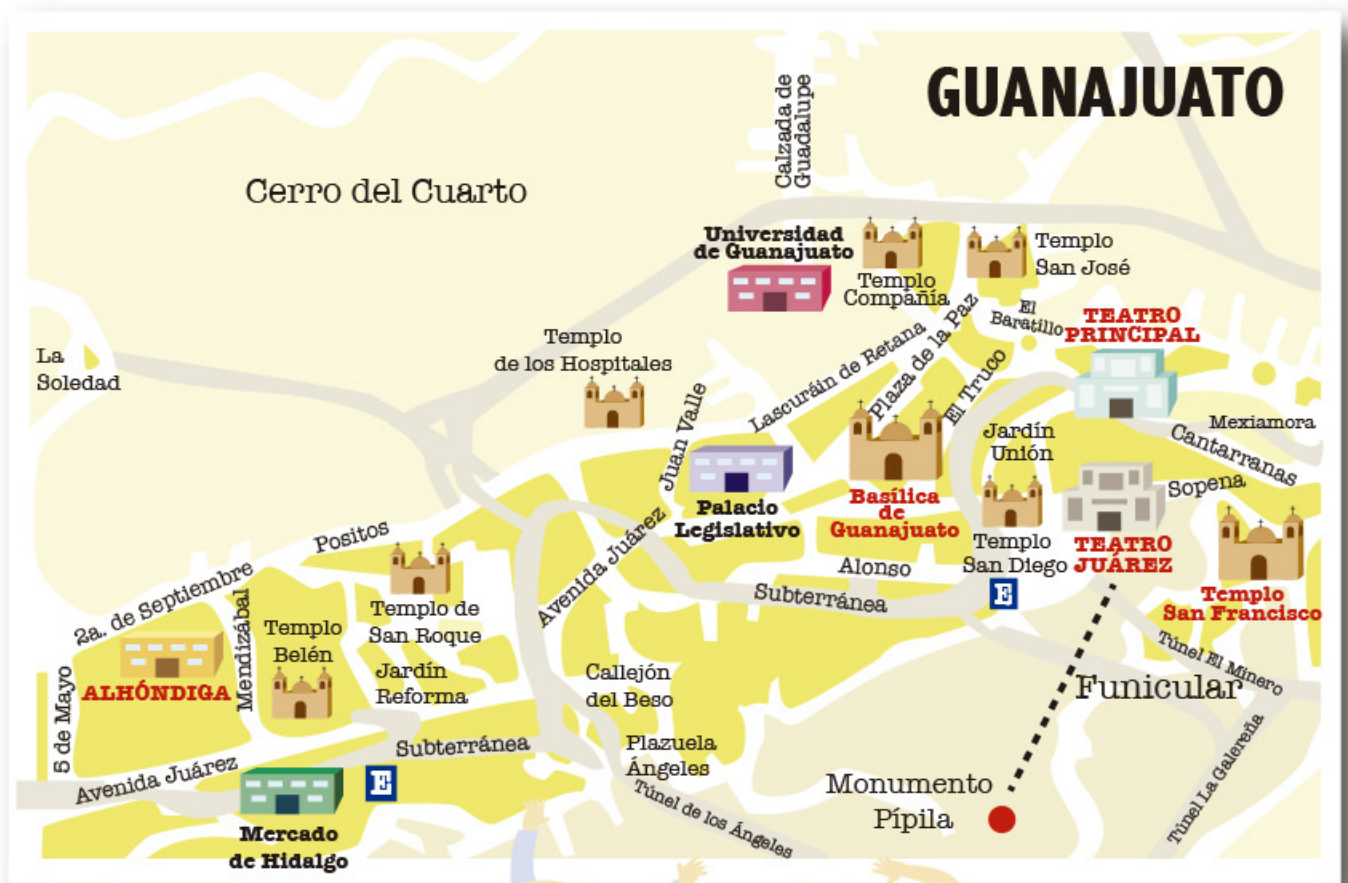 GUANAJUATO
Calzada de
Guadalupe
Cerro del Cuarto
Universidad
de Guanajuato
Templo
Compañía
Templo
San José
El
Baratillo
TEATRO
PRINCIPAL
La
Soledad
Templo
de los Hospitales
Juan Valle
Lascuráin de Retana
Plaza de la Paz
El Truco
Jardín
Unión
Mexiamora
Cantarranas
Sopena
Palacio
Legislativo
Basílica
de
Guanajuato
Templo
San Diego
TEATRO
JUÁREZ
Templo
San Francisco
Positos
Avenida Juárez
Alonso
Subterránea
E
2a. de Septiembre
Mendizábal
Templo de
San Roque
Templo
Belén
Jardín
Reforma
ALHÓNDIGA
5 de Mayo
Callejón
del Beso
Túnel El Minero
Funicular
Avenida Juárez
Subterránea
E
Plazuela
Ángeles
Túnel de los Ángeles
Monumento
Pípila
Túnel La Galereña
Mercado
de Hidalgo